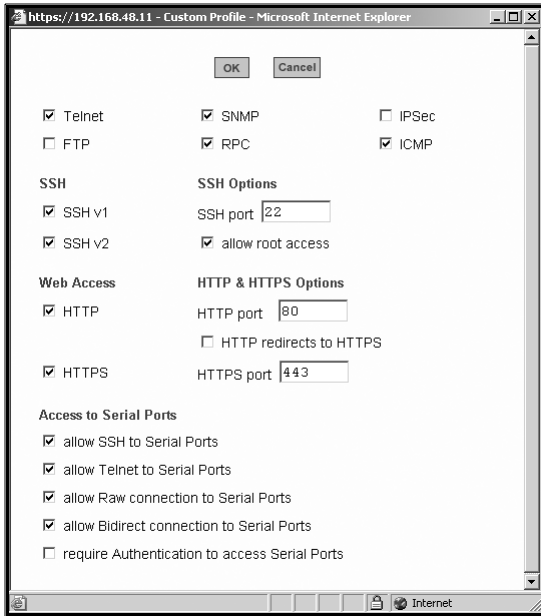 https://192.168.48.11 - Custom Profile - Microsoft Internet Explorer
OK Cancel
Telnet SNMP IPSec
FTP RPC ICMP
SSH SSH Options
SSH v1 SSH port 22
SSH v2 allow root access
Web Access HTTP & HTTPS Options
HTTP HTTP port 80
HTTP redirects to HTTPS
HTTPS HTTPS port 443
Access to Serial Ports
allow SSH to Serial Ports
allow Telnet to Serial Ports
allow Raw connection to Serial Ports
allow Bidirect connection to Serial Ports
require Authentication to access Serial Ports
Internet